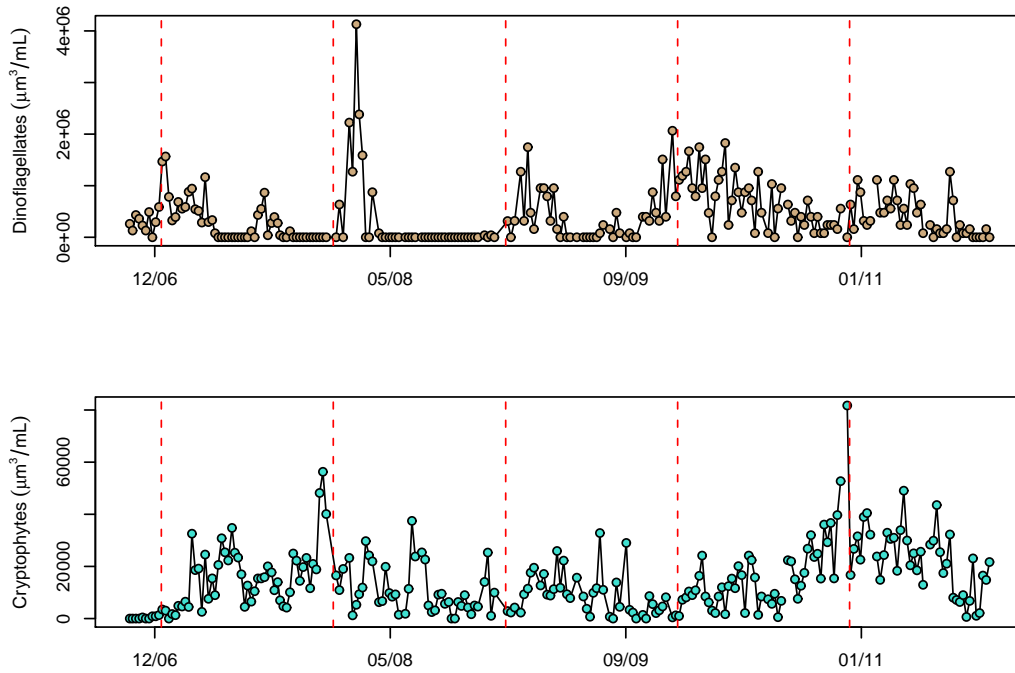 Dinoflagellates (μm³/mL)
4e+06
2e+06
0e+00
12/06
05/08
09/09
01/11
Cryptophytes (μm³/mL)
60000
20000
0
12/06
05/08
09/09
01/11